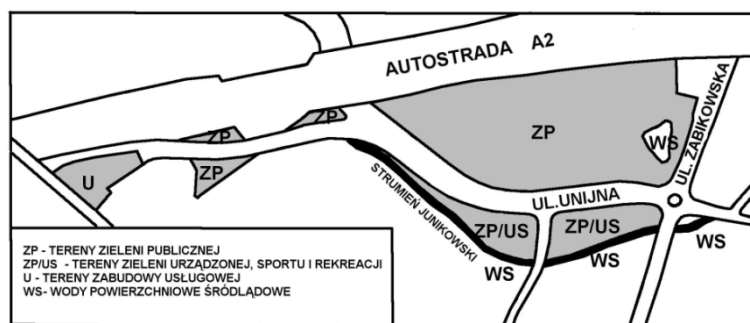 AUTOSTRADA A2
ZP
ZP
ZP
ZP
WS
UL. ŻABIKOWSKA
U
STRUMIEŃ JUNIKOWSKI
UL.UNIJNA
ZP/US
ZP/US
WS
WS
WS
ZP - TERENY ZIELENI PUBLICZNEJ
ZP/US - TERENY ZIELENI URZĄDZONEJ, SPORTU I REKREACJI
U - TERENY ZABUDOWY USŁUGOWEJ
WS- WODY POWIERZCHNIOWE ŚRÓDLĄDOWE